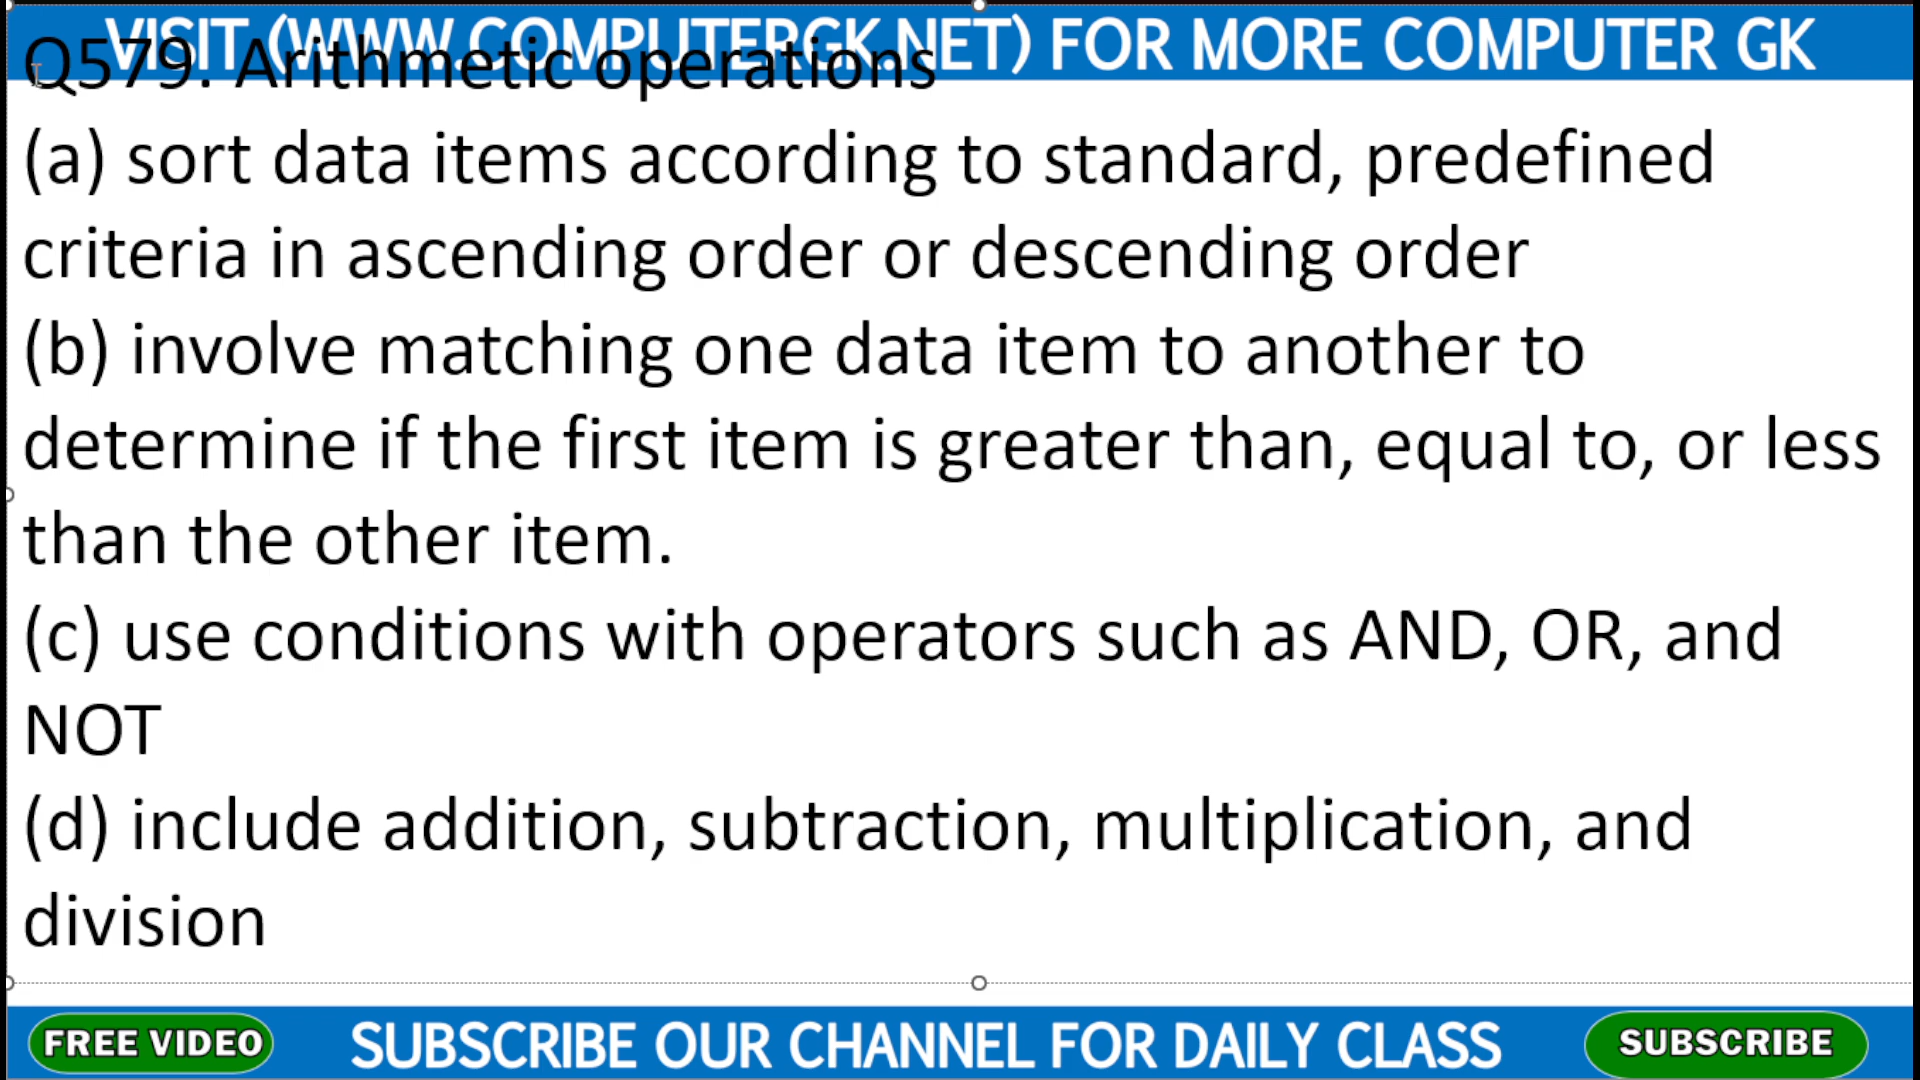 VISIT (WWW.COMPUTERGK.NET) FOR MORE COMPUTER GK
Q579. Arithmetic operations
(a) sort data items according to standard, predefined
criteria in ascending order or descending order
(b) involve matching one data item to another to
determine if the first item is greater than, equal to, or less
than the other item.
(c) use conditions with operators such as AND, OR, and
NOT
(d) include addition, subtraction, multiplication, and
division
FREE VIDEO SUBSCRIBE OUR CHANNEL FOR DAILY CLASS SUBSCRIBE